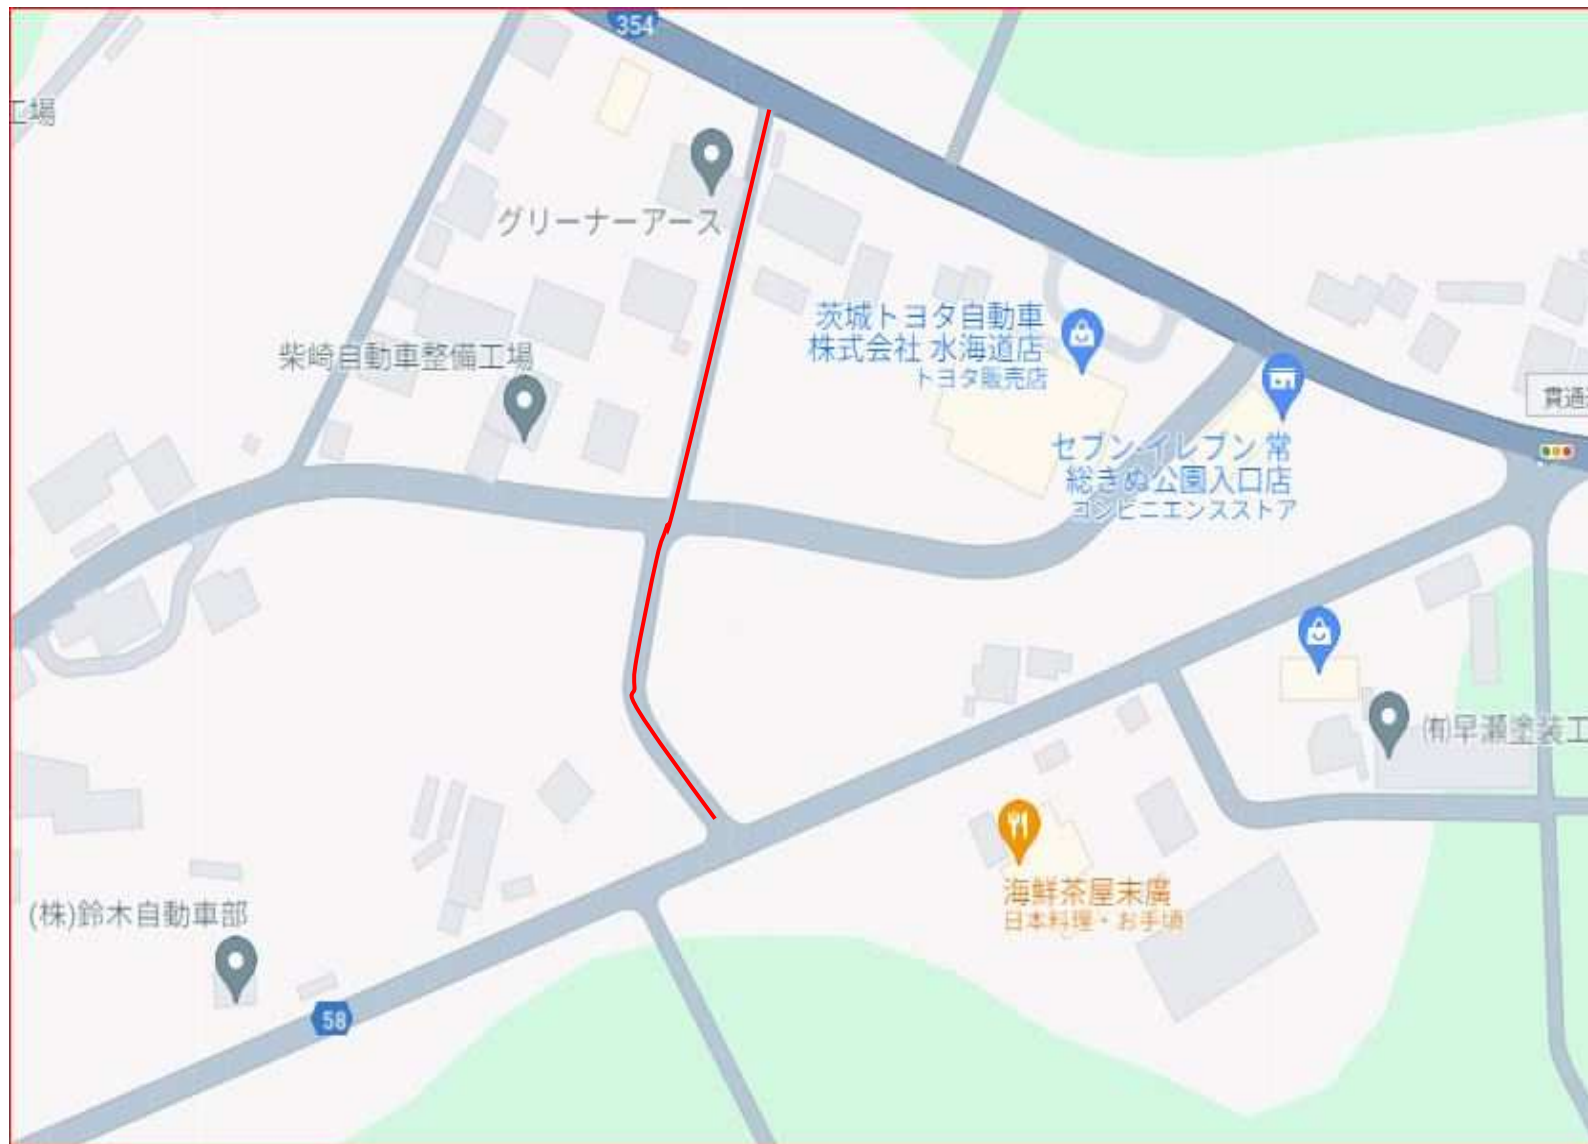 354
工場
グリーナーアース
茨城トヨタ自動車
株式会社 水海道店
トヨタ販売店
柴崎自動車整備工場
貫通
セブン-イレブン 常
総きぬ公園入口店
コンビニエンスストア
(有)早瀬塗装工
海鮮茶屋末廣
日本料理・お手頃
(株)鈴木自動車部
58